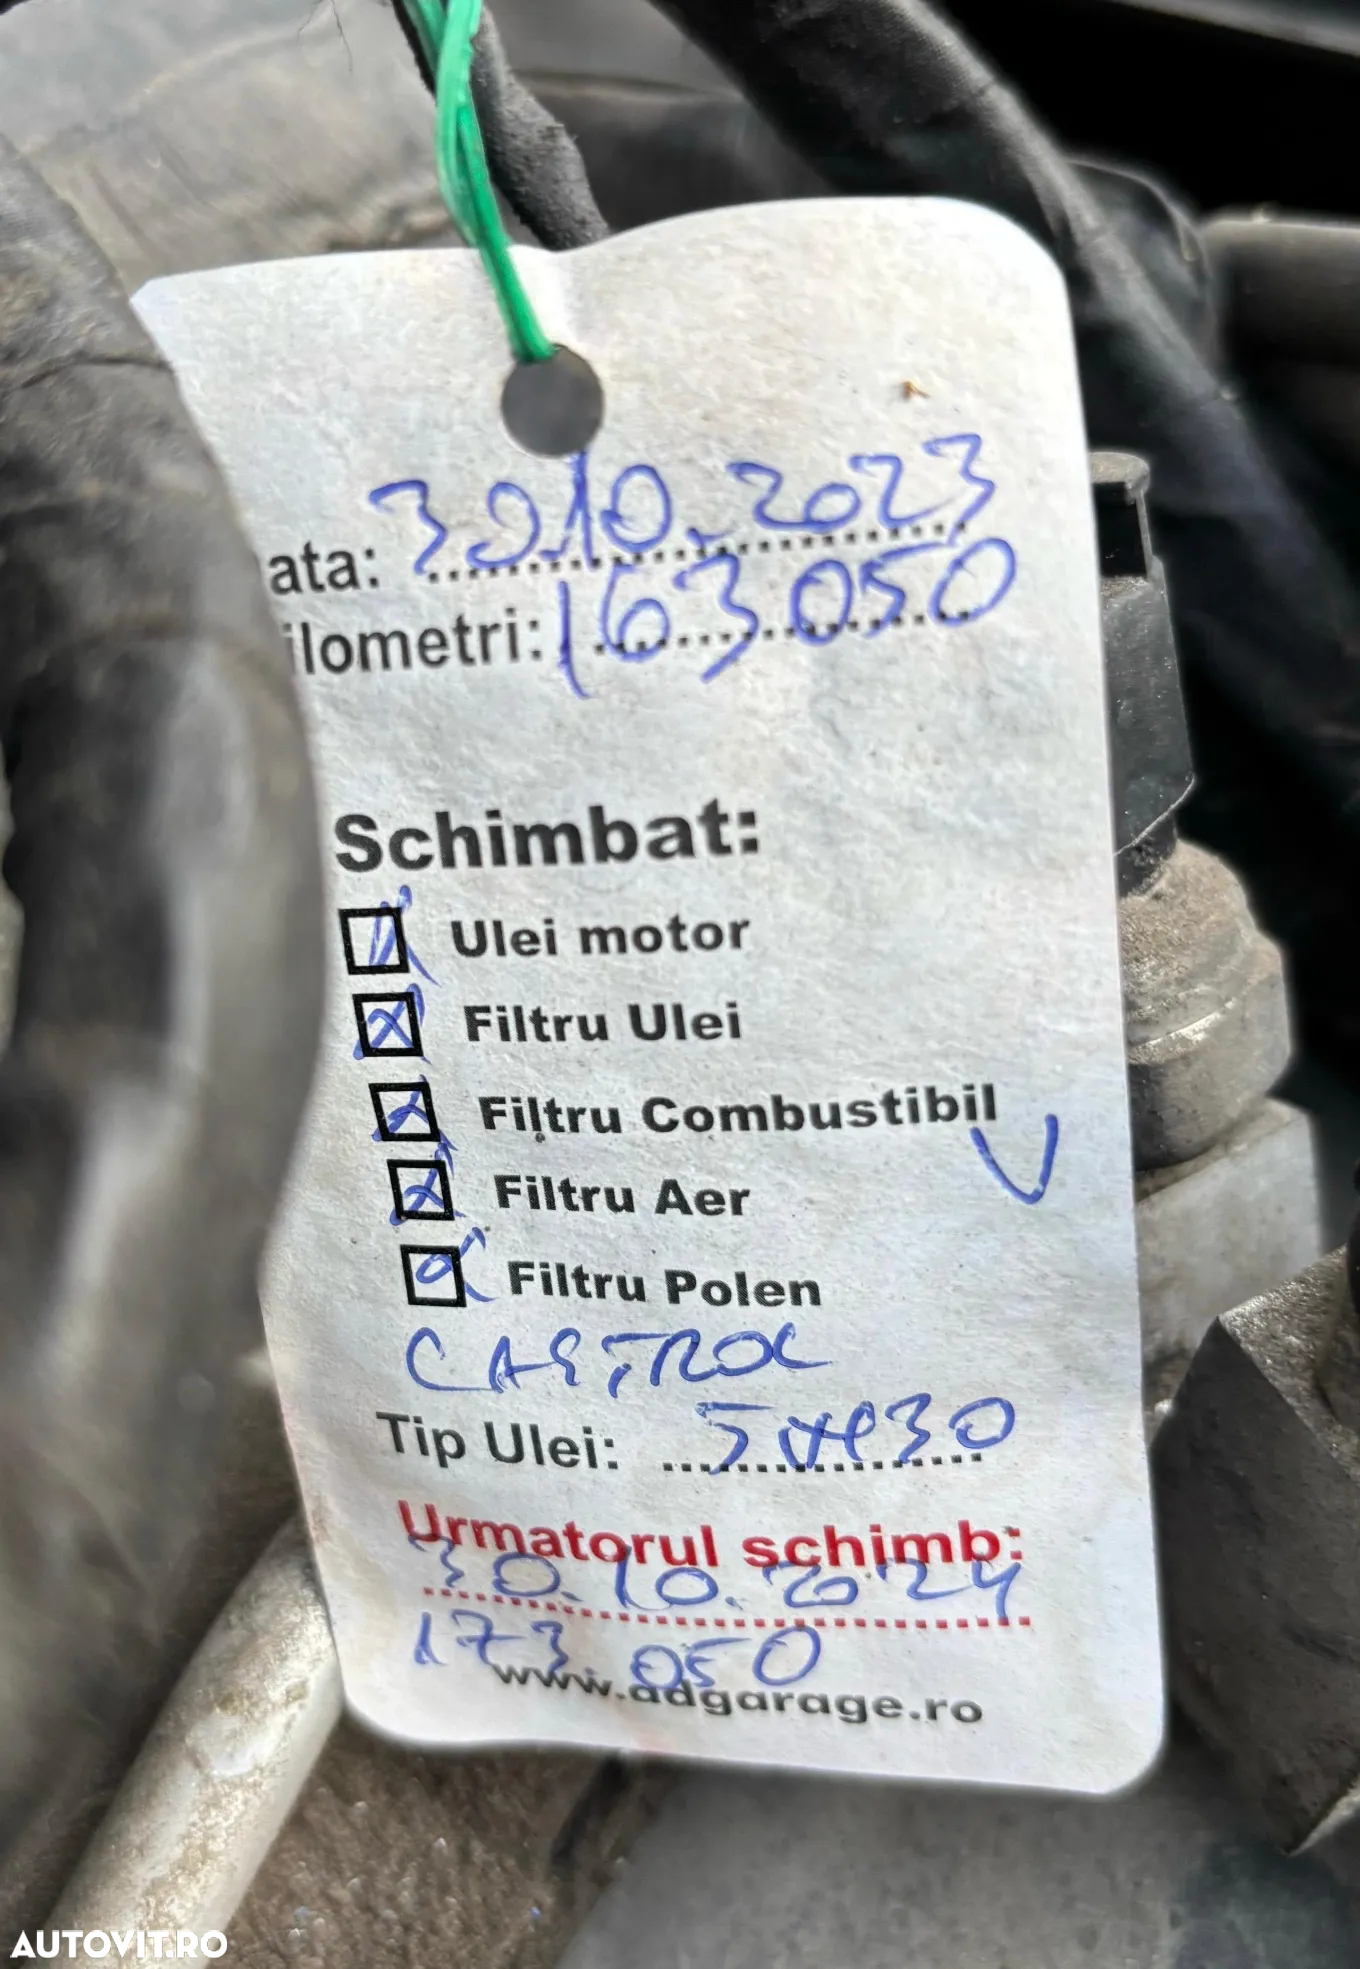 ata: 30.10.2023
ilometri: 163 050
Schimbat:
Ulei motor
Filtru Ulei
Filtru Combustibil
Filtru Aer
Filtru Polen
CASTROL
Tip Ulei: 5W30
Urmatorul schimb:
30.10.2024
173.050
www.adgarage.ro
AUTOVIT.RO